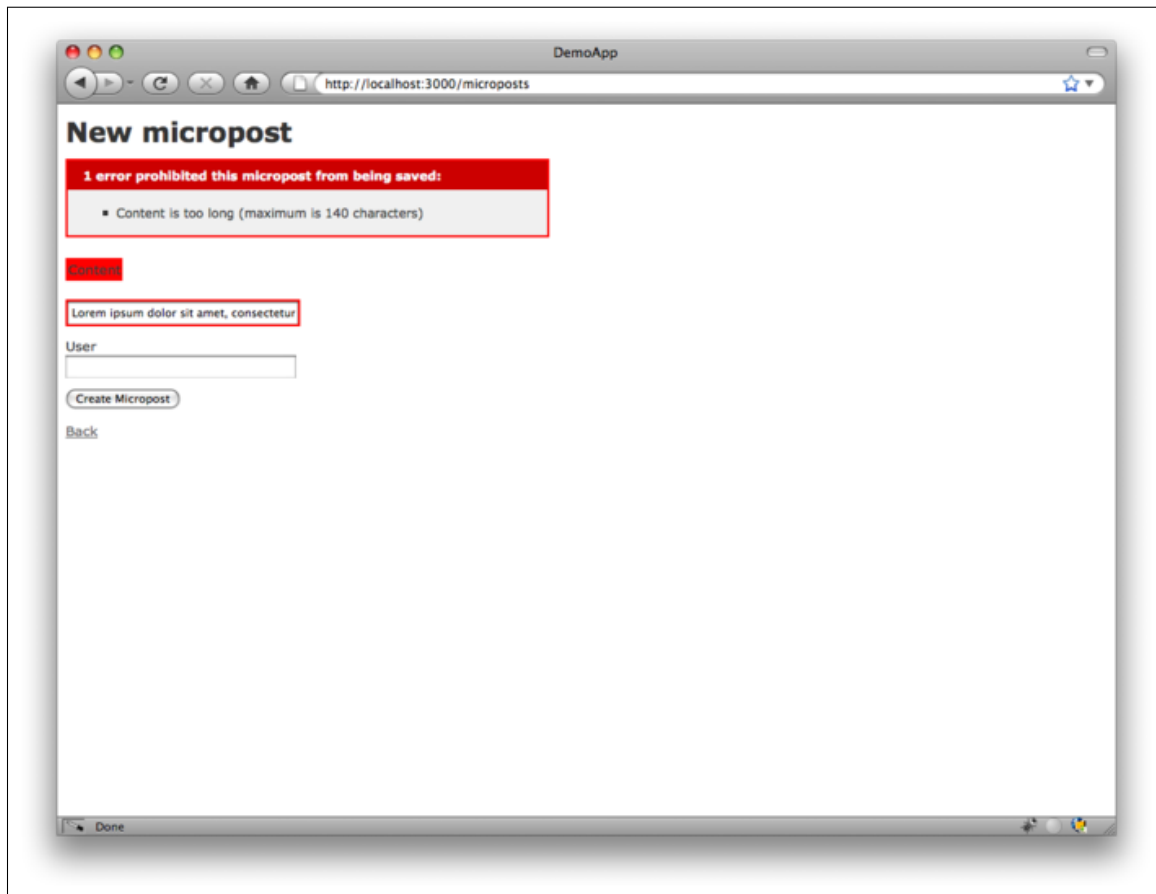 DemoApp
http://localhost:3000/microposts
New micropost
1 error prohibited this micropost from being saved:
Content is too long (maximum is 140 characters)
Content
Lorem ipsum dolor sit amet, consectetur
User
Create Micropost
Back
Done